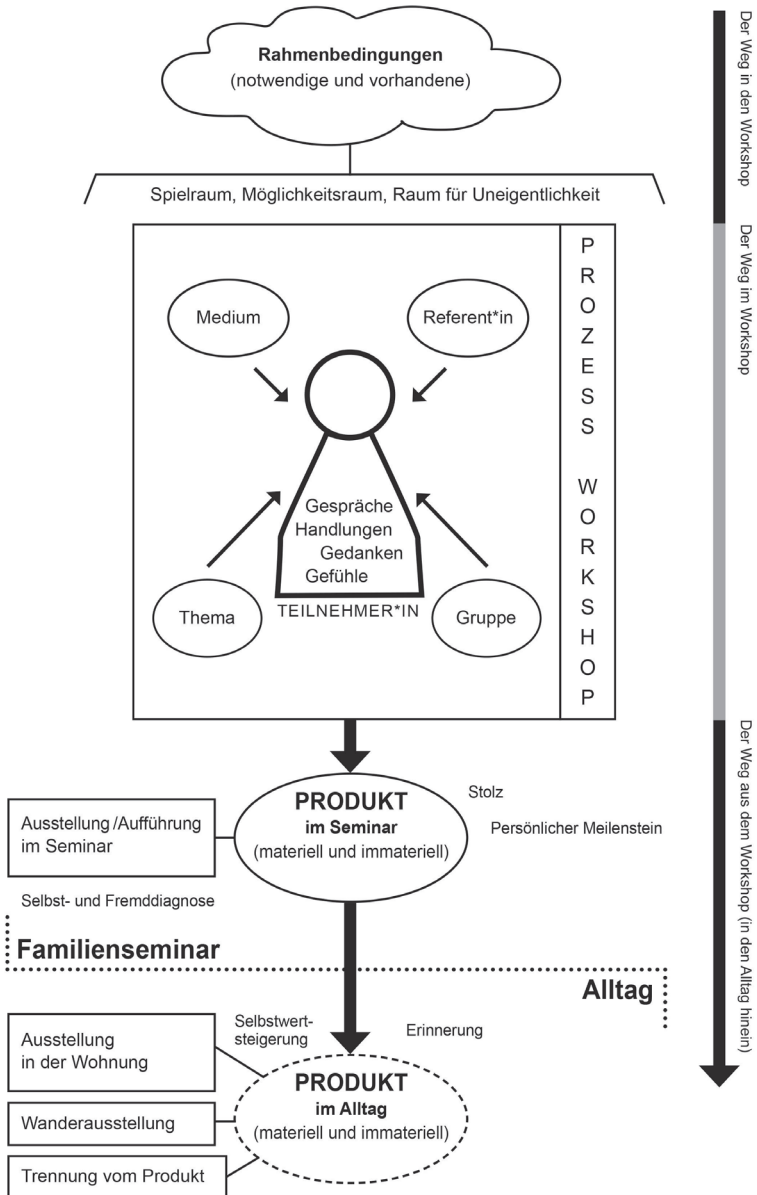 Rahmenbedingungen
(notwendige und vorhandene)
Spielraum, Möglichkeitsraum, Raum für Uneigentlichkeit
Medium
Referent*in
Gespräche
Handlungen
Gedanken
Gefühle
TEILNEHMER*IN
Thema
Gruppe
PROZESS WORKSHOP
PRODUKT
im Seminar
(materiell und immateriell)
Stolz
Persönlicher Meilenstein
Ausstellung/Aufführung
im Seminar
Selbst- und Fremddiagnose
Familienseminar
Alltag
Selbstwert-
steigerung
Erinnerung
Ausstellung
in der Wohnung
PRODUKT
im Alltag
(materiell und immateriell)
Wanderausstellung
Trennung vom Produkt
Der Weg in den Workshop
Der Weg im Workshop
Der Weg aus dem Workshop (in den Alltag hinein)